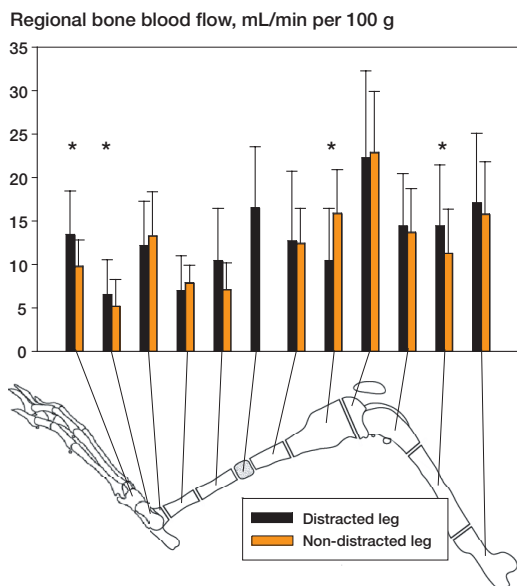 Regional bone blood flow, mL/min per 100 g
35
30
25
20
15
10
5
0
* * * *
Distracted leg
Non-distracted leg